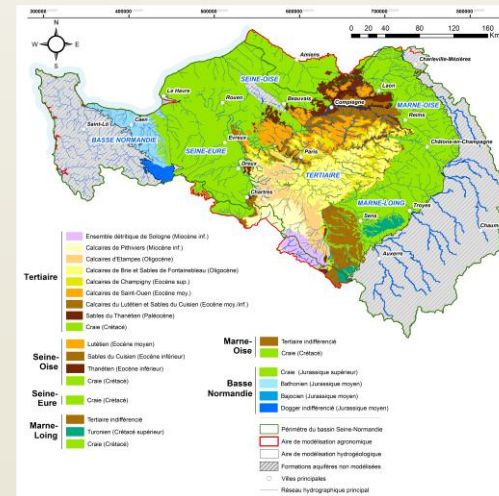 300000 400000 500000 600000 700000 800000
N
W E
S
0 20 40 80 120 160
Km
Amiens
Charleville-Mézières
Le Havre
SEINE-OISE
Laon
Rouen
Beauvais
Compiègne
MARNE-OISE
Reims
Caen
Saint-Lô
BASSE NORMANDIE
Evreux
SEINE-EURE
Paris
Châlons-en-Champagne
Dreux
TERTIAIRE
Chartres
MARNE-LOING
Troyes
Sens
Chaum
Auxerre
Tertiaire
Ensemble détritique de Sologne (Miocène inf.)
Calcaires de Pithiviers (Miocène inf.)
Calcaires d'Etampes (Oligocène)
Calcaires de Brie et Sables de Fontainebleau (Oligocène)
Calcaires de Champigny (Eocène sup.)
Calcaires de Saint-Ouen (Eocène moy.)
Calcaires du Lutétien et Sables du Cuisien (Eocène moy./inf.)
Sables du Thanétien (Paléocène)
Craie (Crétacé)
Seine-Oise
Lutétien (Eocène moyen)
Sables du Cuisien (Eocène inférieur)
Thanétien (Eocène inférieur)
Craie (Crétacé)
Seine-Eure
Craie (Crétacé)
Marne-Loing
Tertiaire indifférencié
Turonien (Crétacé supérieur)
Craie (Crétacé)
Marne-Oise
Tertiaire indifférencié
Craie (Crétacé)
Basse Normandie
Craie (Jurassique supérieur)
Bathonien (Jurassique moyen)
Bajocien (Jurassique moyen)
Dogger indifférencié (Jurassique moyen)
Périmètre du bassin Seine-Normandie
Aire de modélisation agronomique
Aire de modélisation hydrogéologique
Formations aquifères non modélisées
Villes principales
Réseau hydrographique principal